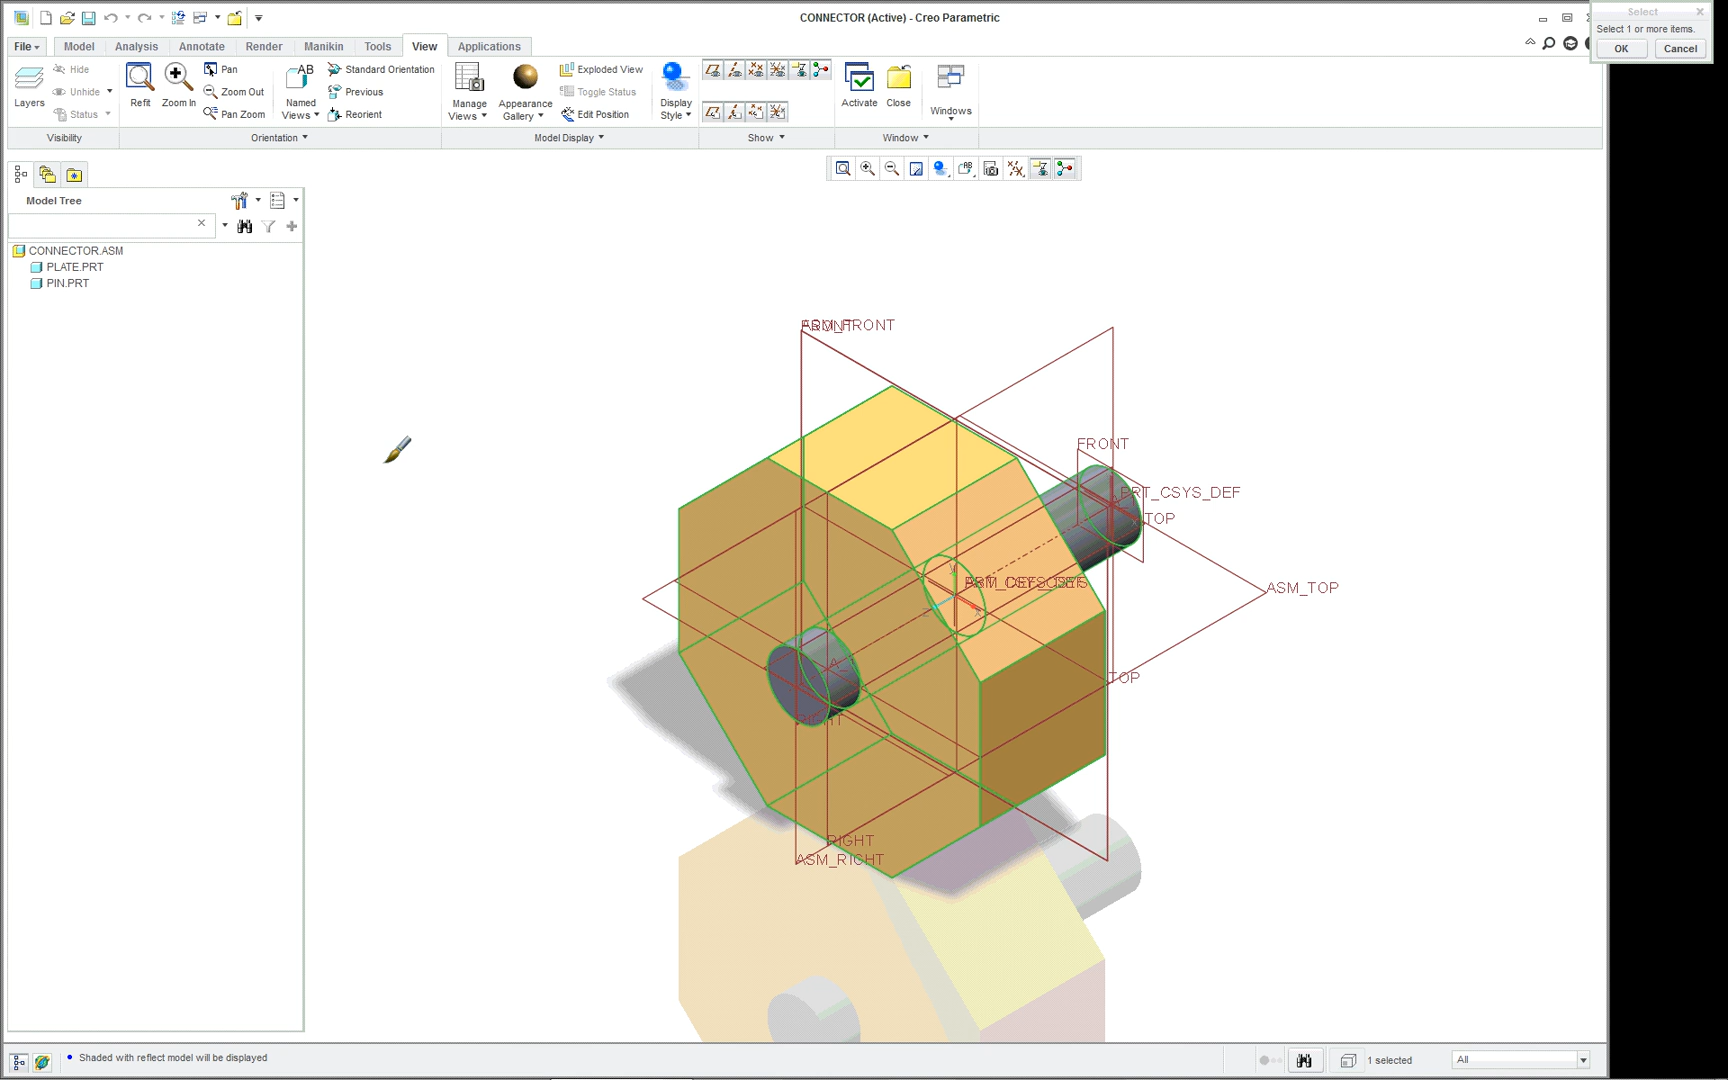 CONNECTOR (Active) - Creo Parametric
Select
Select 1 or more items.
OK
Cancel
File
Model
Analysis
Annotate
Render
Manikin
Tools
View
Applications
Layers
Hide
Unhide
Status
Visibility
Refit
Zoom In
Pan
Zoom Out
Pan Zoom
Named
Views
Standard Orientation
Previous
Reorient
Orientation
Manage
Views
Appearance
Gallery
Exploded View
Toggle Status
Edit Position
Model Display
Display
Style
Show
Activate
Close
Windows
Window
Model Tree
CONNECTOR.ASM
PLATE.PRT
PIN.PRT
FRONT
PRT_CSYS_DEF
TOP
ASM_TOP
TOP
RIGHT
RIGHT
ASM_RIGHT
Shaded with reflect model will be displayed
1 selected
All